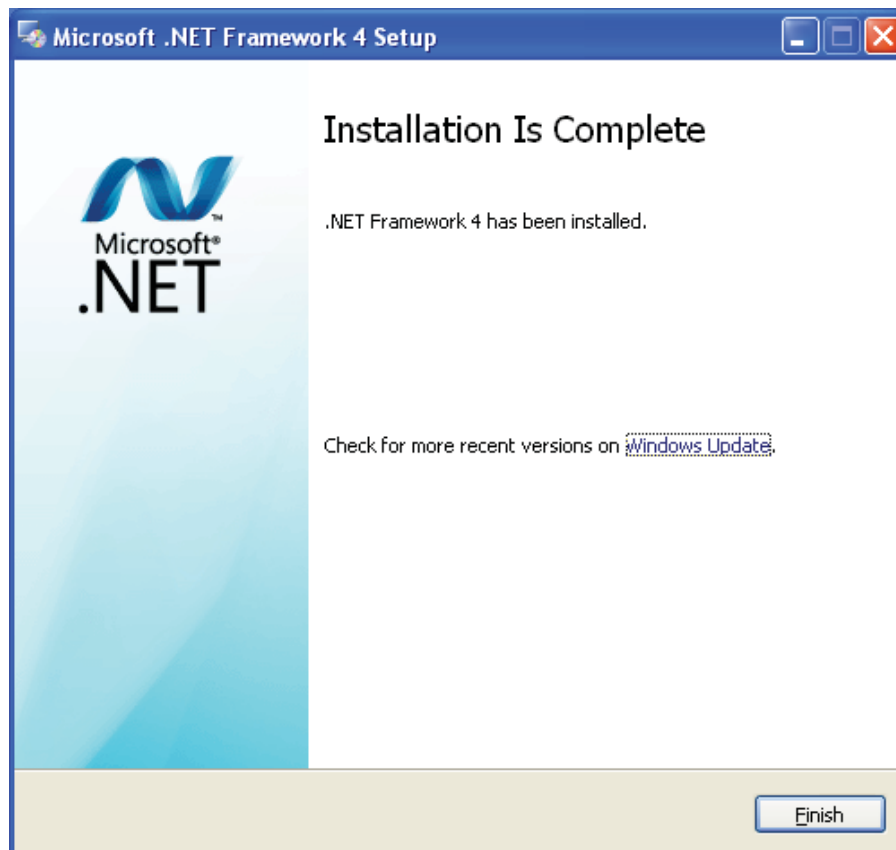 Microsoft .NET Framework 4 Setup
Installation Is Complete
.NET Framework 4 has been installed.
Microsoft®
.NET™
Check for more recent versions on Windows Update.
Finish